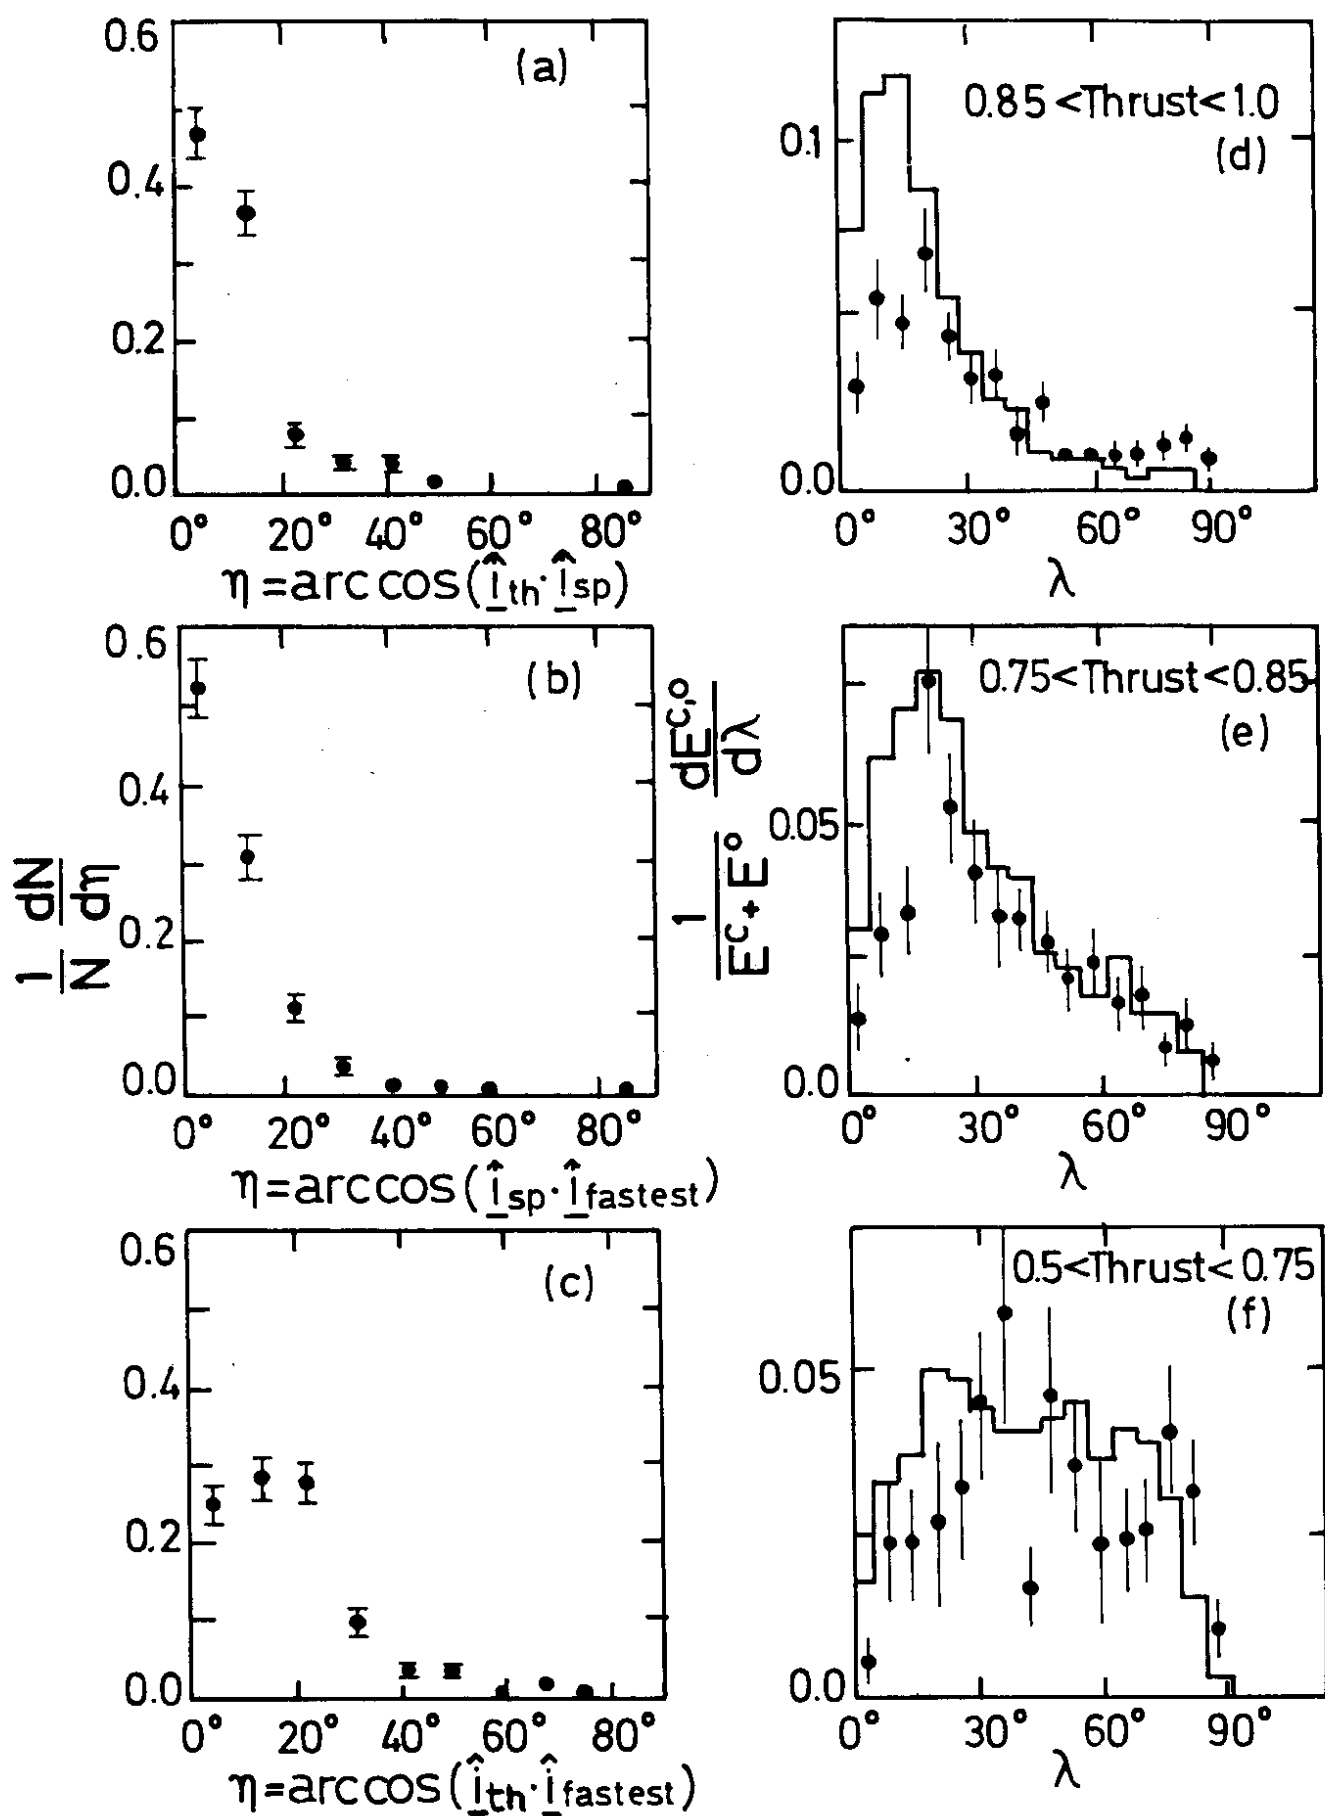 0.6
(a)
0.4
0.2
0.0
0° 20° 40° 60° 80°
η = arc cos (î_th · î_sp)
0.6
(b)
0.4
0.2
0.0
0° 20° 40° 60° 80°
η = arc cos (î_sp · î_fastest)
1/N dN/dη
0.6
(c)
0.4
0.2
0.0
0° 20° 40° 60° 80°
η = arc cos (î_th · î_fastest)
0.85 <Thrust< 1.0
(d)
0.1
0.0
0° 30° 60° 90°
λ
0.75 <Thrust< 0.85
(e)
0.05
0.0
0° 30° 60° 90°
λ
1/(E^c + E^o) dE^c,o/dλ
0.5 <Thrust< 0.75
(f)
0.05
0.0
0° 30° 60° 90°
λ